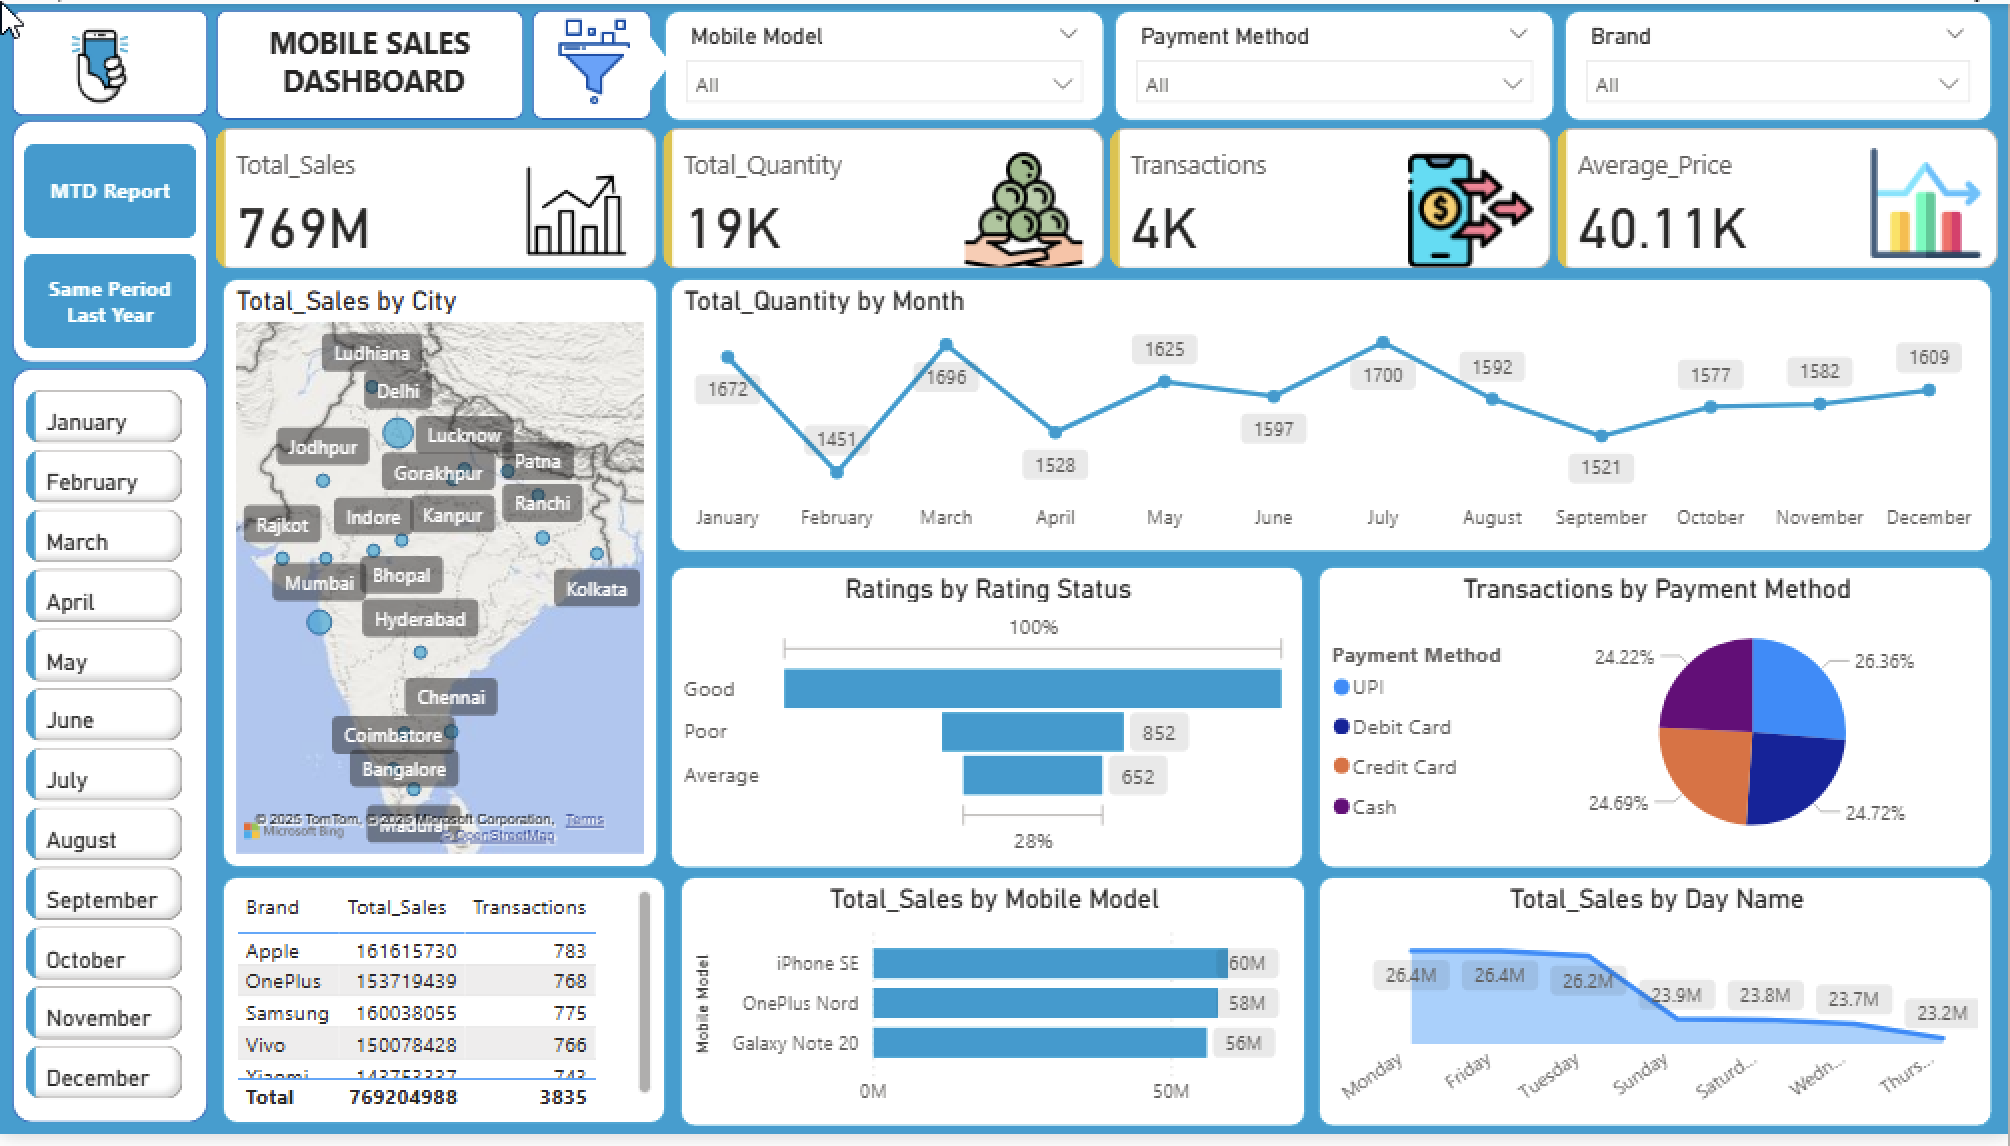 MOBILE SALES
DASHBOARD
Mobile Model
All
Payment Method
All
Brand
All
MTD Report
Same Period
Last Year
Total_Sales
769M
Total_Quantity
19K
Transactions
4K
Average_Price
40.11K
January
February
March
April
May
June
July
August
September
October
November
December
Total_Sales by City
Ludhiana
Delhi
Jodhpur
Lucknow
Gorakhpur
Patna
Ranchi
Rajkot
Indore
Kanpur
Mumbai
Bhopal
Kolkata
Hyderabad
Chennai
Coimbatore
Bangalore
Madurai
© 2025 TomTom, © 2025 Microsoft Corporation, Terms
Microsoft Bing
© OpenStreetMap
Total_Quantity by Month
1672
1451
1696
1528
1625
1597
1700
1592
1521
1577
1582
1609
January February March April May June July August September October November December
Ratings by Rating Status
100%
Good
Poor 852
Average 652
28%
Transactions by Payment Method
Payment Method
UPI
Debit Card
Credit Card
Cash
24.22%
26.36%
24.69%
24.72%
Brand Total_Sales Transactions
Apple 161615730 783
OnePlus 153719439 768
Samsung 160038055 775
Vivo 150078428 766
Xiaomi 143753337 743
Total 769204988 3835
Total_Sales by Mobile Model
Mobile Model
iPhone SE 60M
OnePlus Nord 58M
Galaxy Note 20 56M
0M 50M
Total_Sales by Day Name
26.4M 26.4M 26.2M 23.9M 23.8M 23.7M 23.2M
Monday Friday Tuesday Sunday Saturd... Wedn... Thurs...